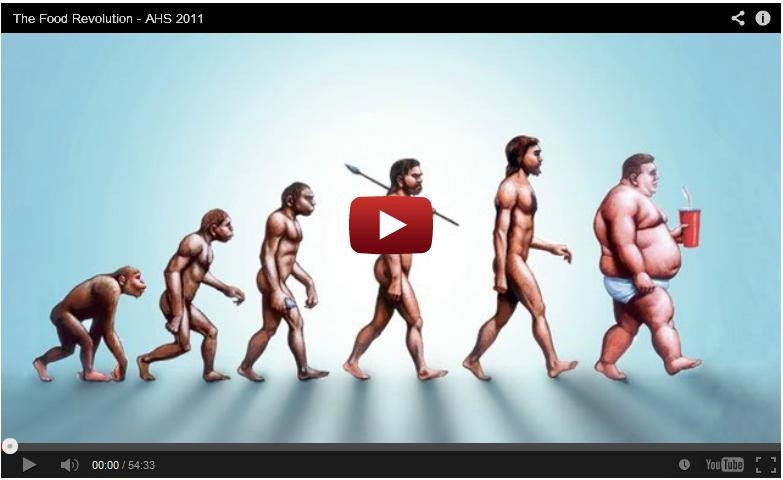 The Food Revolution - AHS 2011
00:00 / 54:33
YouTube